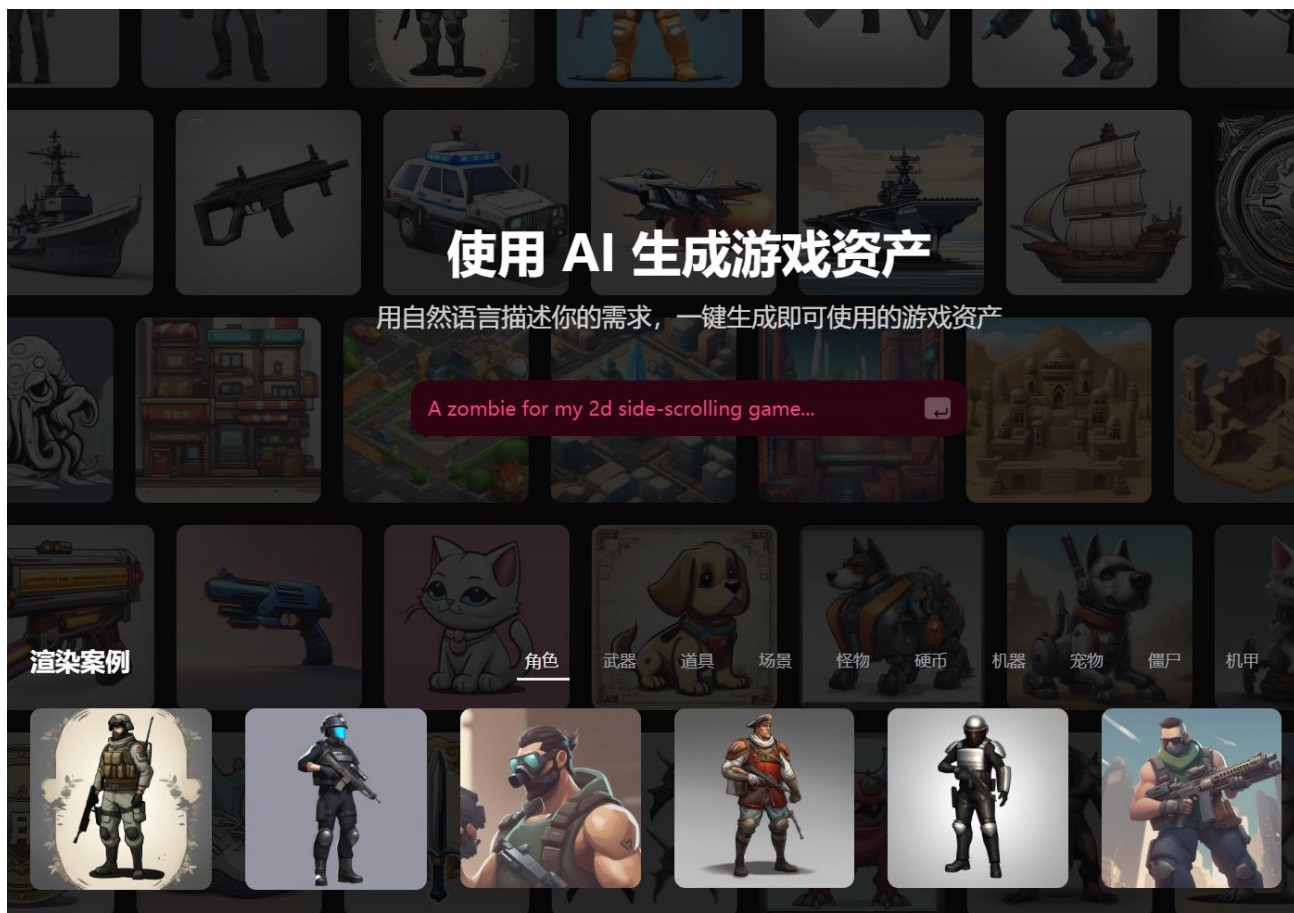 使用 AI 生成游戏资产
用自然语言描述你的需求，一键生成即可使用的游戏资产
A zombie for my 2d side-scrolling game...
渲染案例
角色 武器 道具 场景 怪物 硬币 机器 宠物 僵尸 机甲